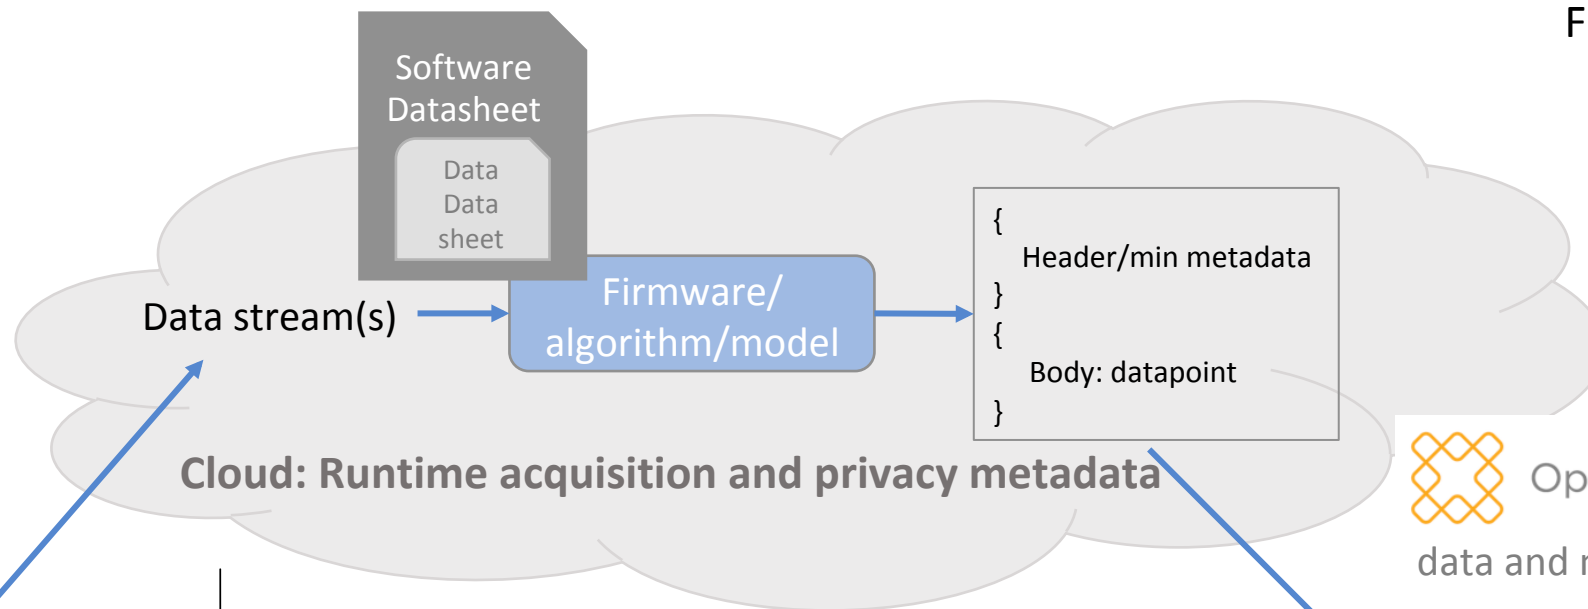 F
Software
Datasheet
Data
Data
sheet
Data stream(s)
Firmware/
algorithm/model
{
Header/min metadata
}
{
Body: datapoint
}
Cloud: Runtime acquisition and privacy metadata
Op
data and